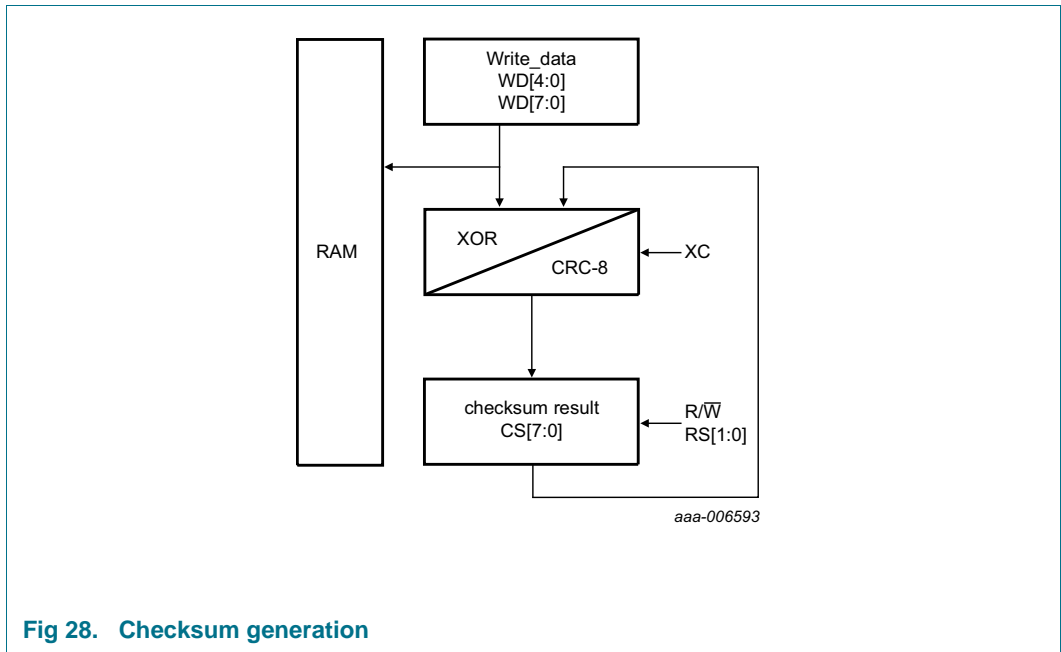 Write_data
WD[4:0]
WD[7:0]
RAM
XOR
CRC-8
XC
checksum result
CS[7:0]
R/W̅
RS[1:0]
aaa-006593
Fig 28. Checksum generation